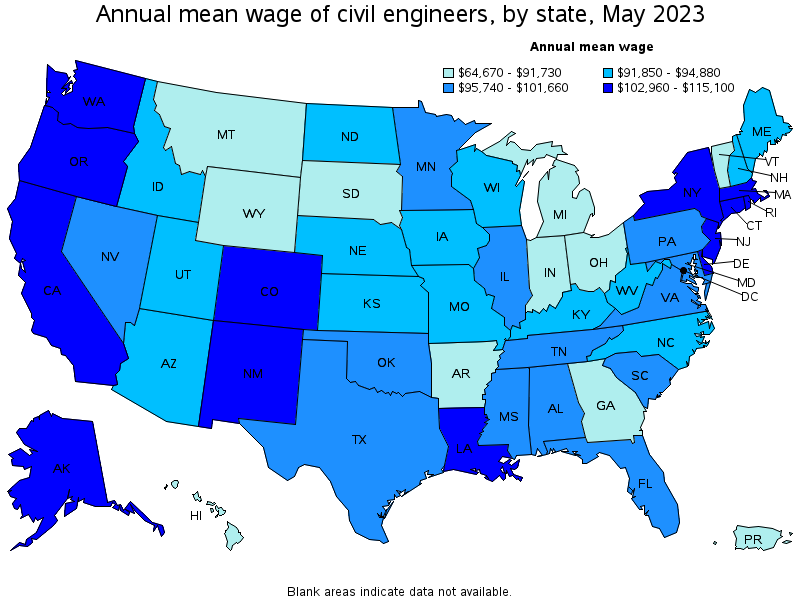 Annual mean wage of civil engineers, by state, May 2023
Annual mean wage
$64,670 - $91,730
$91,850 - $94,880
$95,740 - $101,660
$102,960 - $115,100
WA
MT
ND
ME
OR
MN
VT
ID
SD
WI
NH
WY
MI
NY
MA
RI
CT
NV
IA
PA
NJ
NE
OH
UT
IL
IN
DE
CA
CO
MD
WV
VA
DC
KS
MO
KY
NC
TN
AZ
OK
NM
AR
SC
GA
MS
AL
TX
LA
AK
FL
HI
PR
Blank areas indicate data not available.